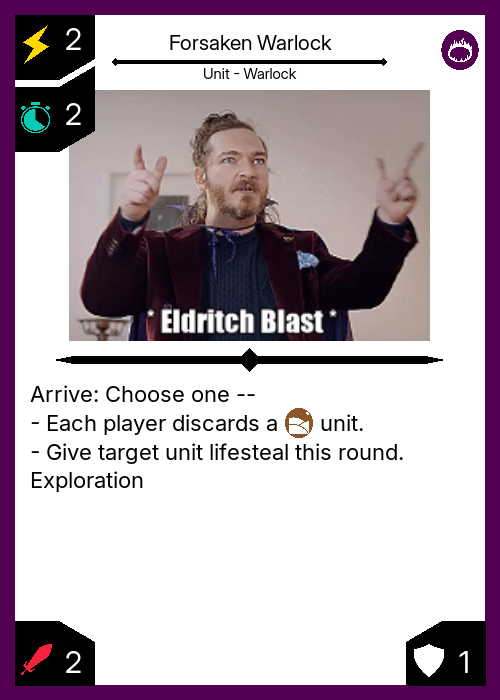 2
Forsaken Warlock
Unit - Warlock
2
* Eldritch Blast *
Arrive: Choose one --
- Each player discards a unit.
- Give target unit lifesteal this round.
Exploration
2
1